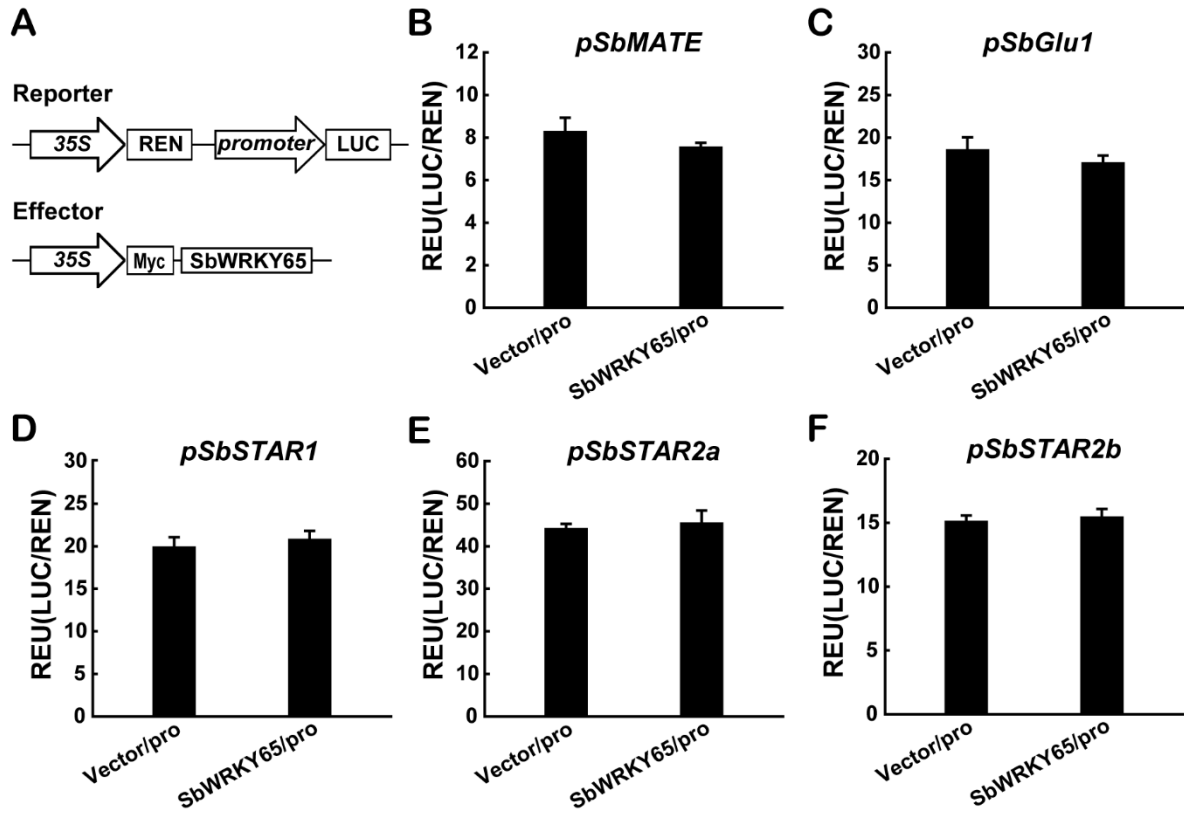 A
Reporter
35S REN promoter LUC
Effector
35S Myc SbWRKY65
B
pSbMATE
REU(LUC/REN)
12
10
8
6
4
2
0
Vector/pro
SbWRKY65/pro
C
pSbGlu1
REU(LUC/REN)
30
25
20
15
10
5
0
Vector/pro
SbWRKY65/pro
D
pSbSTAR1
REU(LUC/REN)
30
25
20
15
10
5
0
Vector/pro
SbWRKY65/pro
E
pSbSTAR2a
REU(LUC/REN)
60
50
40
30
20
10
0
Vector/pro
SbWRKY65/pro
F
pSbSTAR2b
REU(LUC/REN)
20
15
10
5
0
Vector/pro
SbWRKY65/pro